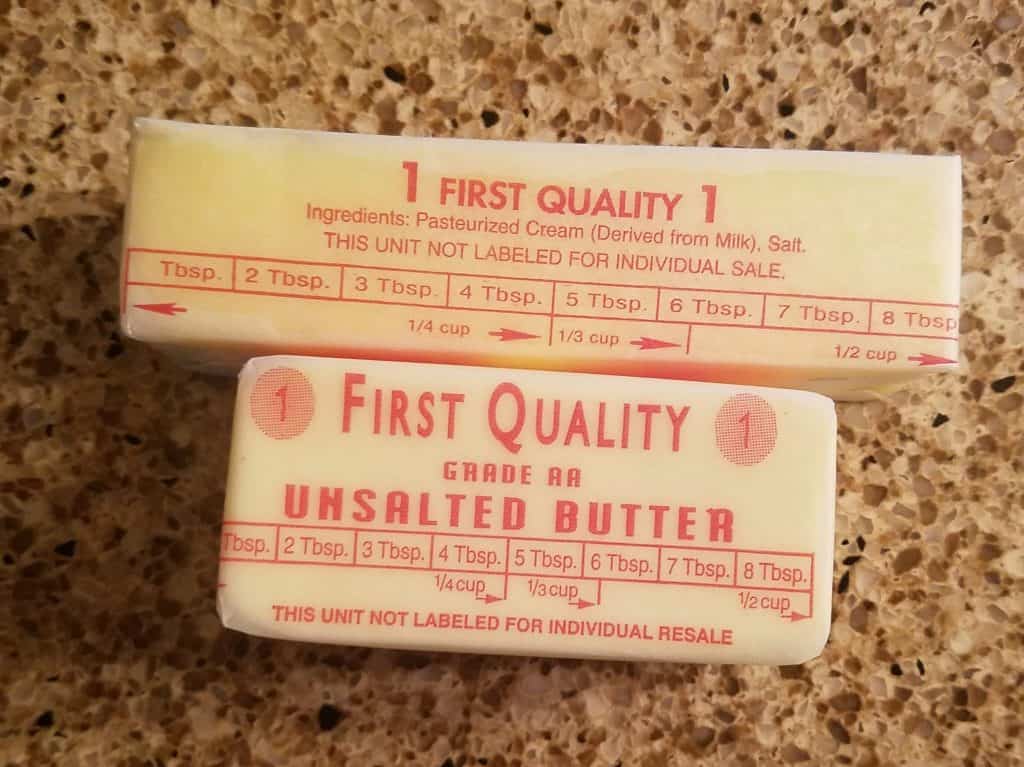 1 FIRST QUALITY 1
Ingredients: Pasteurized Cream (Derived from Milk), Salt.
THIS UNIT NOT LABELED FOR INDIVIDUAL SALE.
Tbsp. 2 Tbsp. 3 Tbsp. 4 Tbsp. 5 Tbsp. 6 Tbsp. 7 Tbsp. 8 Tbsp
1/4 cup 1/3 cup 1/2 cup
1 FIRST QUALITY 1
GRADE AA
UNSALTED BUTTER
Tbsp. 2 Tbsp. 3 Tbsp. 4 Tbsp. 5 Tbsp. 6 Tbsp. 7 Tbsp. 8 Tbsp.
1/4 cup 1/3 cup 1/2 cup
THIS UNIT NOT LABELED FOR INDIVIDUAL RESALE